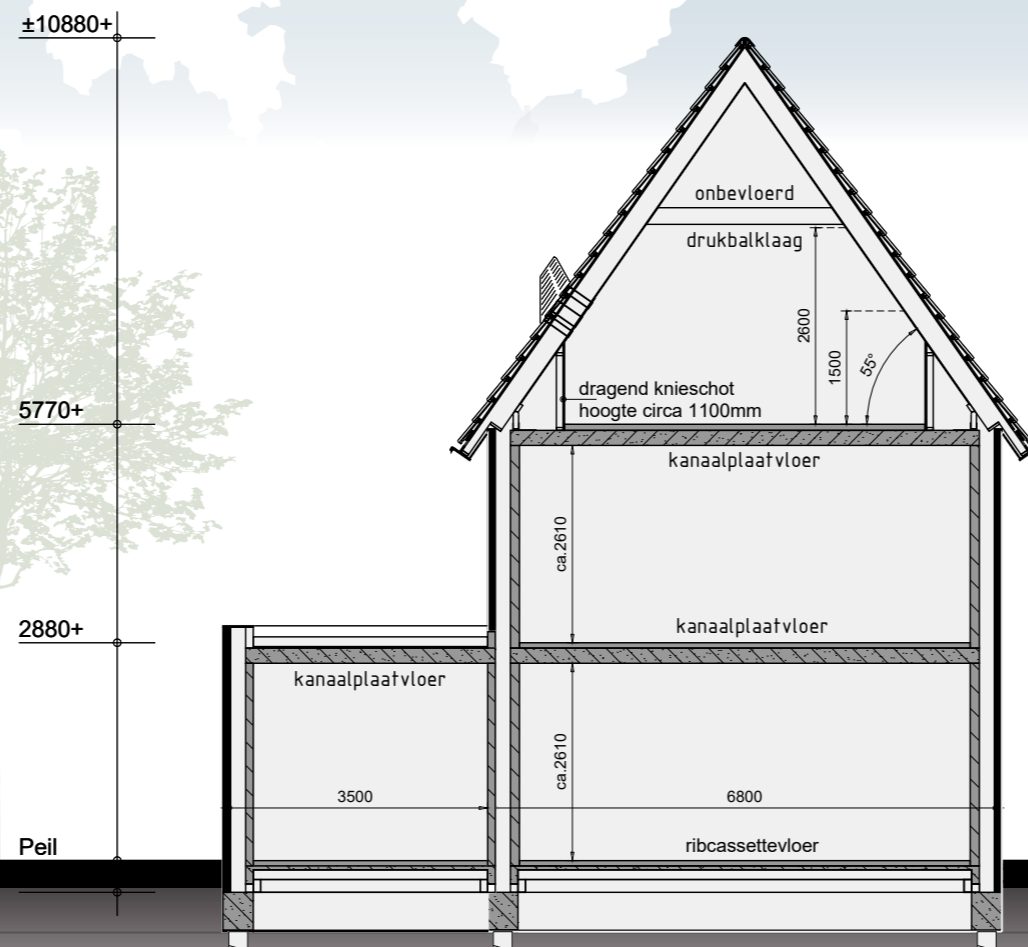 ±10880+
onbevloerd
drukbalklaag
2600
1500
55°
dragend knieschot
hoogte circa 1100mm
5770+
kanaalplaatvloer
ca.2610
kanaalplaatvloer
2880+
kanaalplaatvloer
ca.2610
3500
6800
ribcassettevloer
Peil